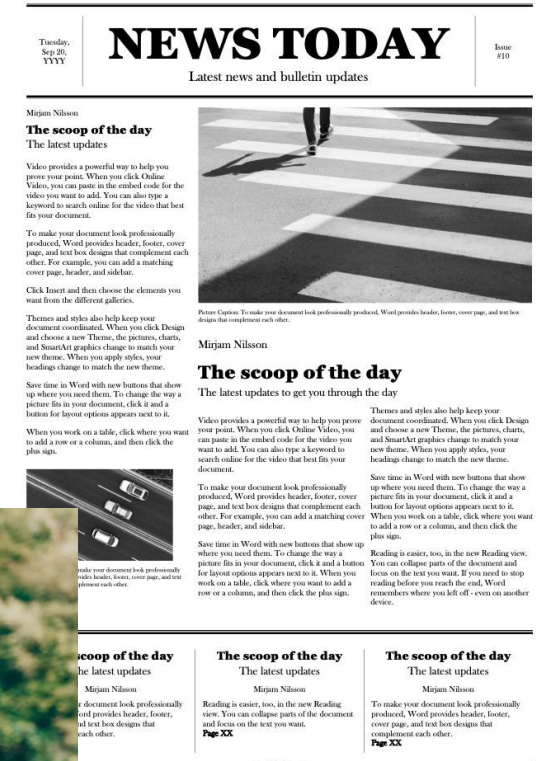 Tuesday,
Sep 20,
YYYY
NEWS TODAY
Latest news and bulletin updates
Issue
#10
Mirjam Nilsson
The scoop of the day
The latest updates
Video provides a powerful way to help you
prove your point. When you click Online
Video, you can paste in the embed code for the
video you want to add. You can also type a
keyword to search online for the video that best
fits your document.
To make your document look professionally
produced, Word provides header, footer, cover
page, and text box designs that complement each
other. For example, you can add a matching
cover page, header, and sidebar.
Click Insert and then choose the elements you
want from the different galleries.
Themes and styles also help keep your
document coordinated. When you click Design
and choose a new Theme, the pictures, charts,
and SmartArt graphics change to match your
new theme. When you apply styles, your
headings change to match the new theme.
Save time in Word with new buttons that show
up where you need them. To change the way a
picture fits in your document, click it and a
button for layout options appears next to it.
When you work on a table, click where you want
to add a row or a column, and then click the
plus sign.
make your document look professionally
header, footer, cover page, and text
each other.
Picture Caption: To make your document look professionally produced, Word provides header, footer, cover page, and text box
designs that complement each other.
Mirjam Nilsson
The scoop of the day
The latest updates to get you through the day
Video provides a powerful way to help you prove
your point. When you click Online Video, you
can paste in the embed code for the video you
want to add. You can also type a keyword to
search online for the video that best fits your
document.
To make your document look professionally
produced, Word provides header, footer, cover
page, and text box designs that complement each
other. For example, you can add a matching cover
page, header, and sidebar.
Save time in Word with new buttons that show up
where you need them. To change the way a
picture fits in your document, click it and a button
for layout options appears next to it. When you
work on a table, click where you want to add a
row or a column, and then click the plus sign.
Themes and styles also help keep your
document coordinated. When you click Design
and choose a new Theme, the pictures, charts,
and SmartArt graphics change to match your
new theme. When you apply styles, your
headings change to match the new theme.
Save time in Word with new buttons that show
up where you need them. To change the way a
picture fits in your document, click it and a
button for layout options appears next to it.
When you work on a table, click where you want
to add a row or a column, and then click the
plus sign.
Reading is easier, too, in the new Reading view.
You can collapse parts of the document and
focus on the text you want. If you need to stop
reading before you reach the end, Word
remembers where you left off - even on another
device.
scoop of the day
latest updates
Mirjam Nilsson
document look professionally
provides header, footer,
text box designs that
each other.
The scoop of the day
The latest updates
Mirjam Nilsson
Reading is easier, too, in the new Reading
view. You can collapse parts of the document
and focus on the text you want.
Page XX
The scoop of the day
The latest updates
Mirjam Nilsson
To make your document look professionally
produced, Word provides header, footer,
cover page, and text box designs that
complement each other.
Page XX